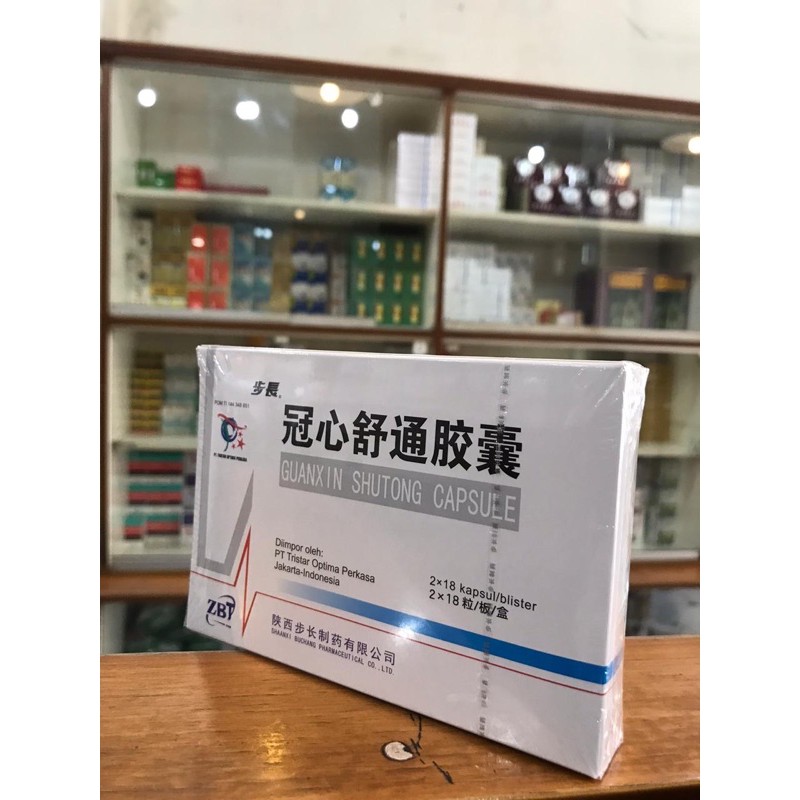 步長
冠心舒通胶囊
GUANXIN SHUTONG CAPSULE
Diimpor oleh:
PT Tristar Optima Perkasa
Jakarta-Indonesia
2×18 kapsul/blister
2×18粒/板/盒
ZBT
陕西步长制药有限公司
SHAANXI BUCHANG PHARMACEUTICAL CO.,LTD.